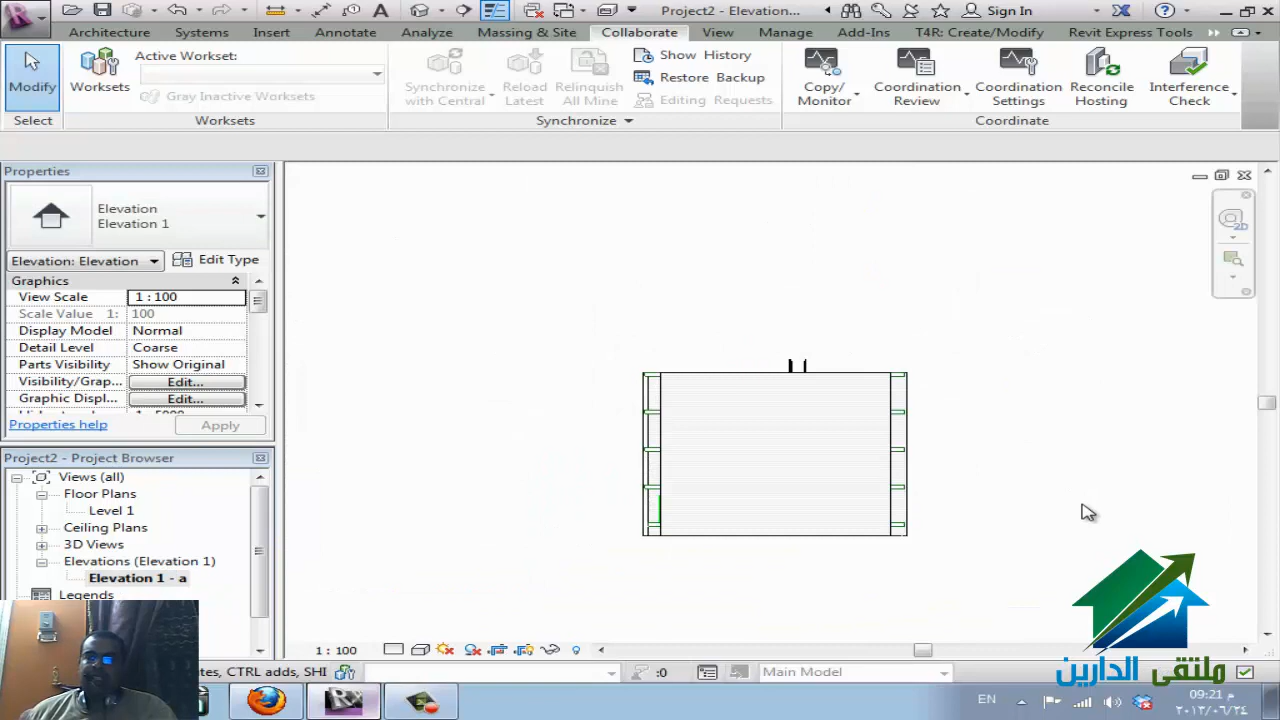 Project2 - Elevation...
Sign In
Architecture
Systems
Insert
Annotate
Analyze
Massing & Site
Collaborate
View
Manage
Add-Ins
T4R: Create/Modify
Revit Express Tools
Modify
Worksets
Active Workset:
Gray Inactive Worksets
Synchronize with Central
Reload Latest
Relinquish All Mine
Show History
Restore Backup
Editing Requests
Copy/ Monitor
Coordination Review
Coordination Settings
Reconcile Hosting
Interference Check
Select
Worksets
Synchronize
Coordinate
Properties
Elevation
Elevation 1
Elevation: Elevation
Edit Type
Graphics
View Scale 1 : 100
Scale Value 1: 100
Display Model Normal
Detail Level Coarse
Parts Visibility Show Original
Visibility/Grap... Edit...
Graphic Displ... Edit...
Properties help
Apply
Project2 - Project Browser
Views (all)
Floor Plans
Level 1
Ceiling Plans
3D Views
Elevations (Elevation 1)
Elevation 1 - a
Legends
2D
1 : 100
ates, CTRL adds, SHI
:0
Main Model
ملتقى الدارين
EN
09:21 م
٢٠١٣/٠٦/٢٤